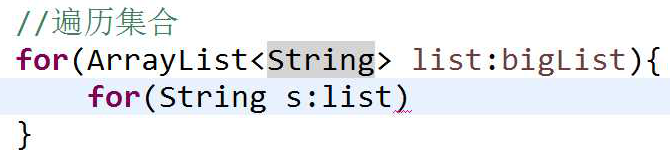 //遍历集合
for(ArrayList<String> list:bigList){
    for(String s:list)
}